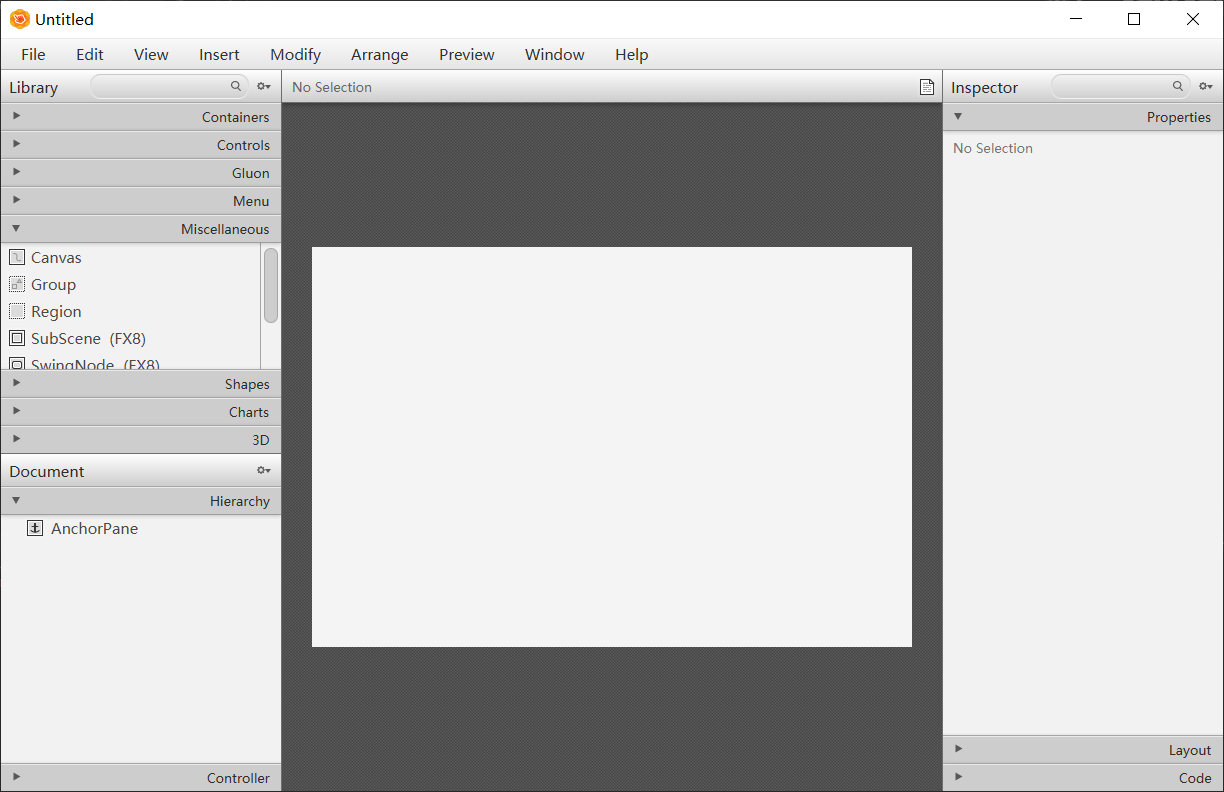 Untitled
File Edit View Insert Modify Arrange Preview Window Help
Library
Containers
Controls
Gluon
Menu
Miscellaneous
Canvas
Group
Region
SubScene (FX8)
SwingNode (FX8)
Shapes
Charts
3D
Document
Hierarchy
AnchorPane
Controller
No Selection
Inspector
Properties
No Selection
Layout
Code